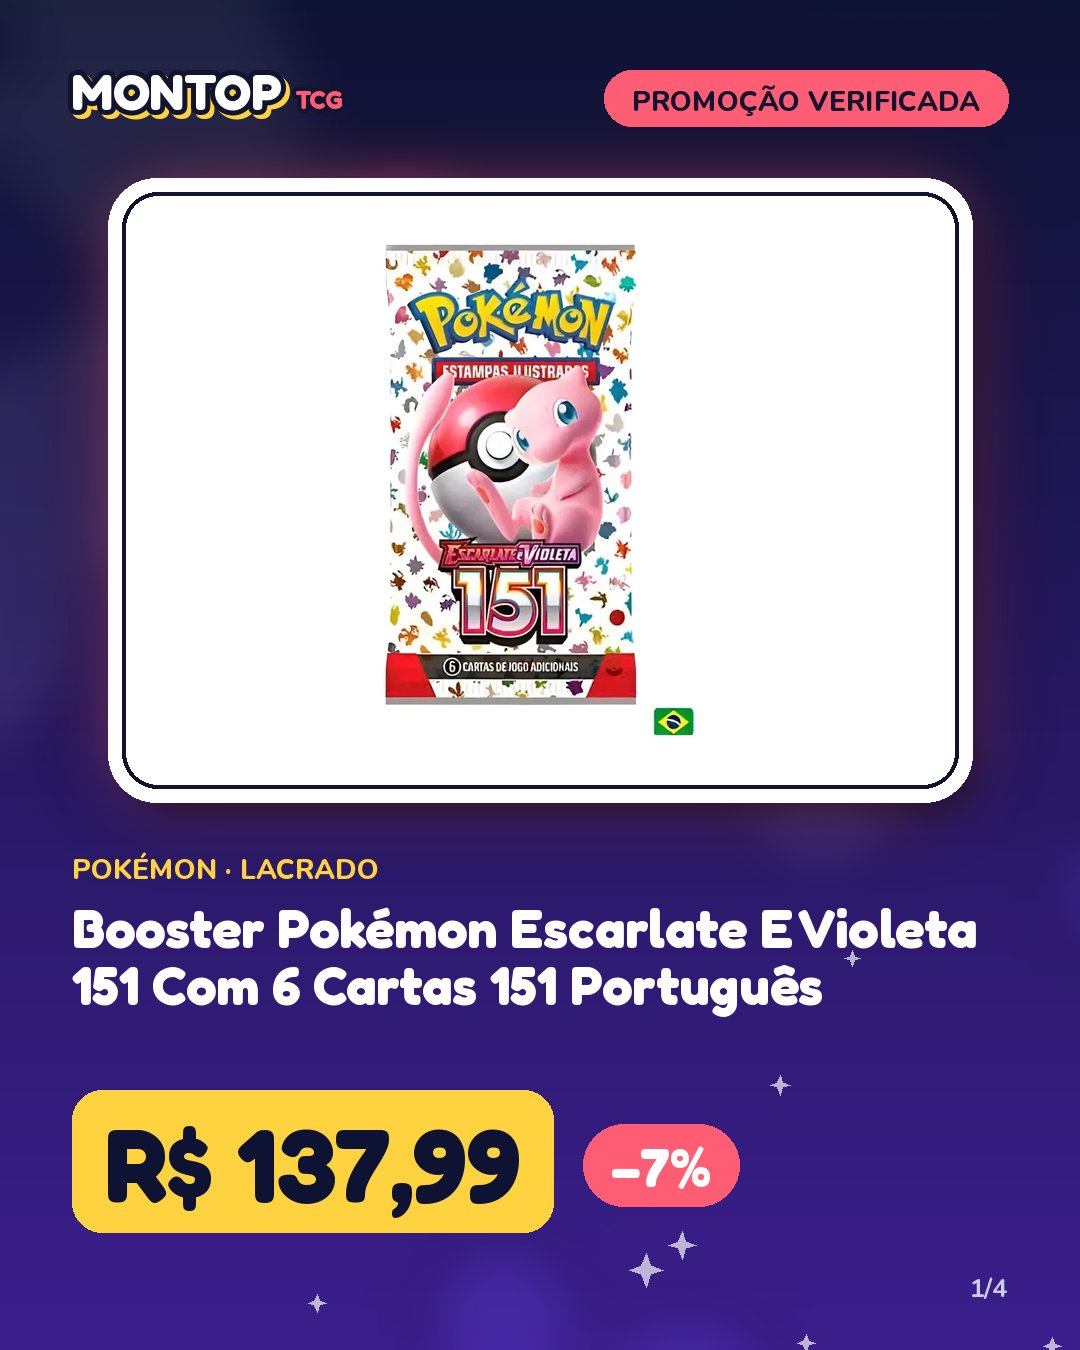 MONTOP TCG
PROMOÇÃO VERIFICADA
POKÉMON
ESTAMPAS ILUSTRADAS
ESCARLATE E VIOLETA
151
6 CARTAS DE JOGO ADICIONAIS
POKÉMON · LACRADO
Booster Pokémon Escarlate E Violeta
151 Com 6 Cartas 151 Português
R$ 137,99
–7%
1/4